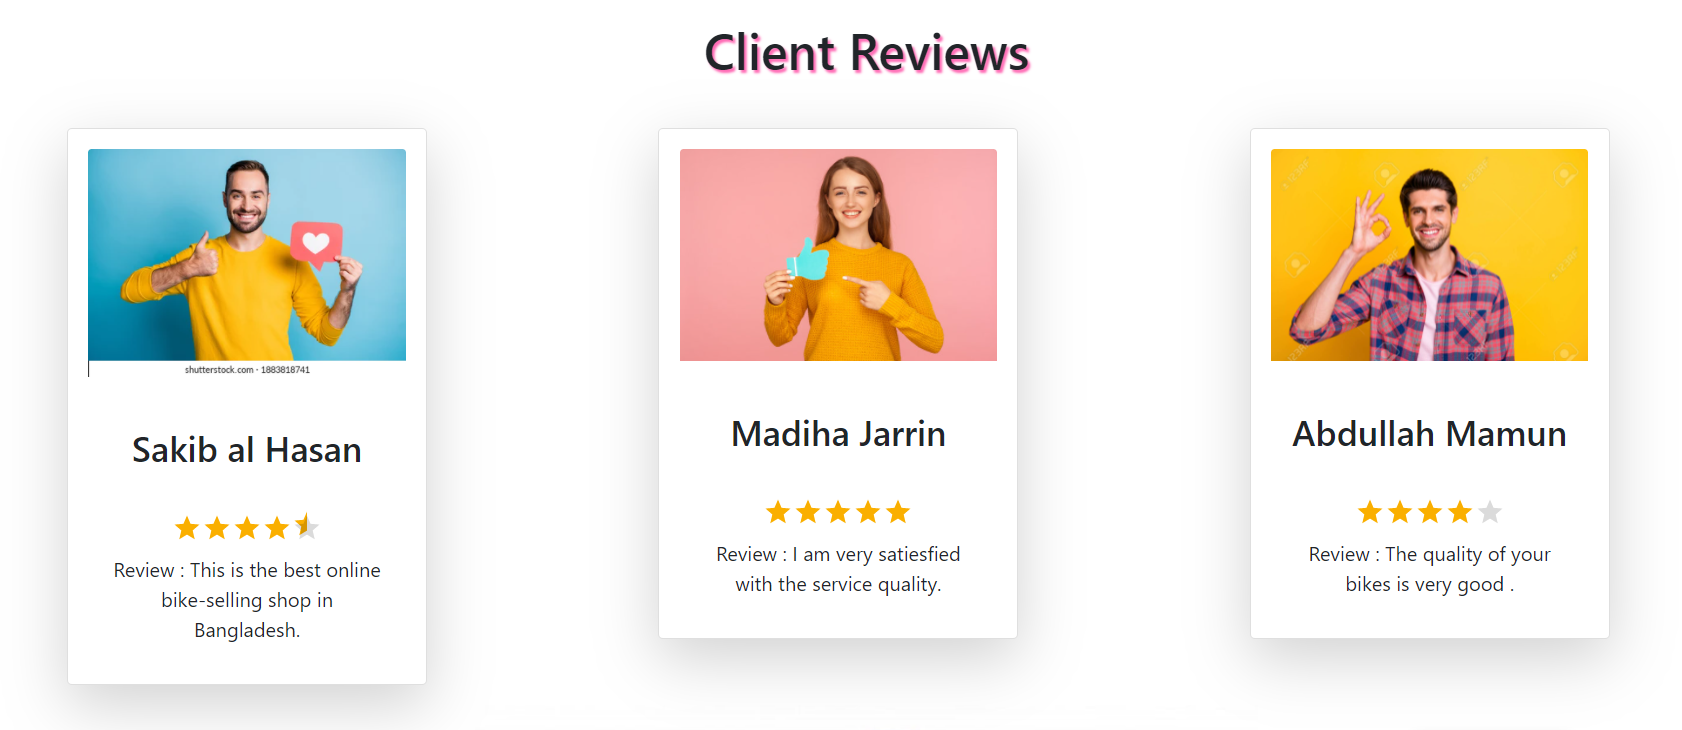 Client Reviews
shutterstock.com · 1883818741
Sakib al Hasan
Review : This is the best online
bike-selling shop in
Bangladesh.
Madiha Jarrin
Review : I am very satiesfied
with the service quality.
Abdullah Mamun
Review : The quality of your
bikes is very good .